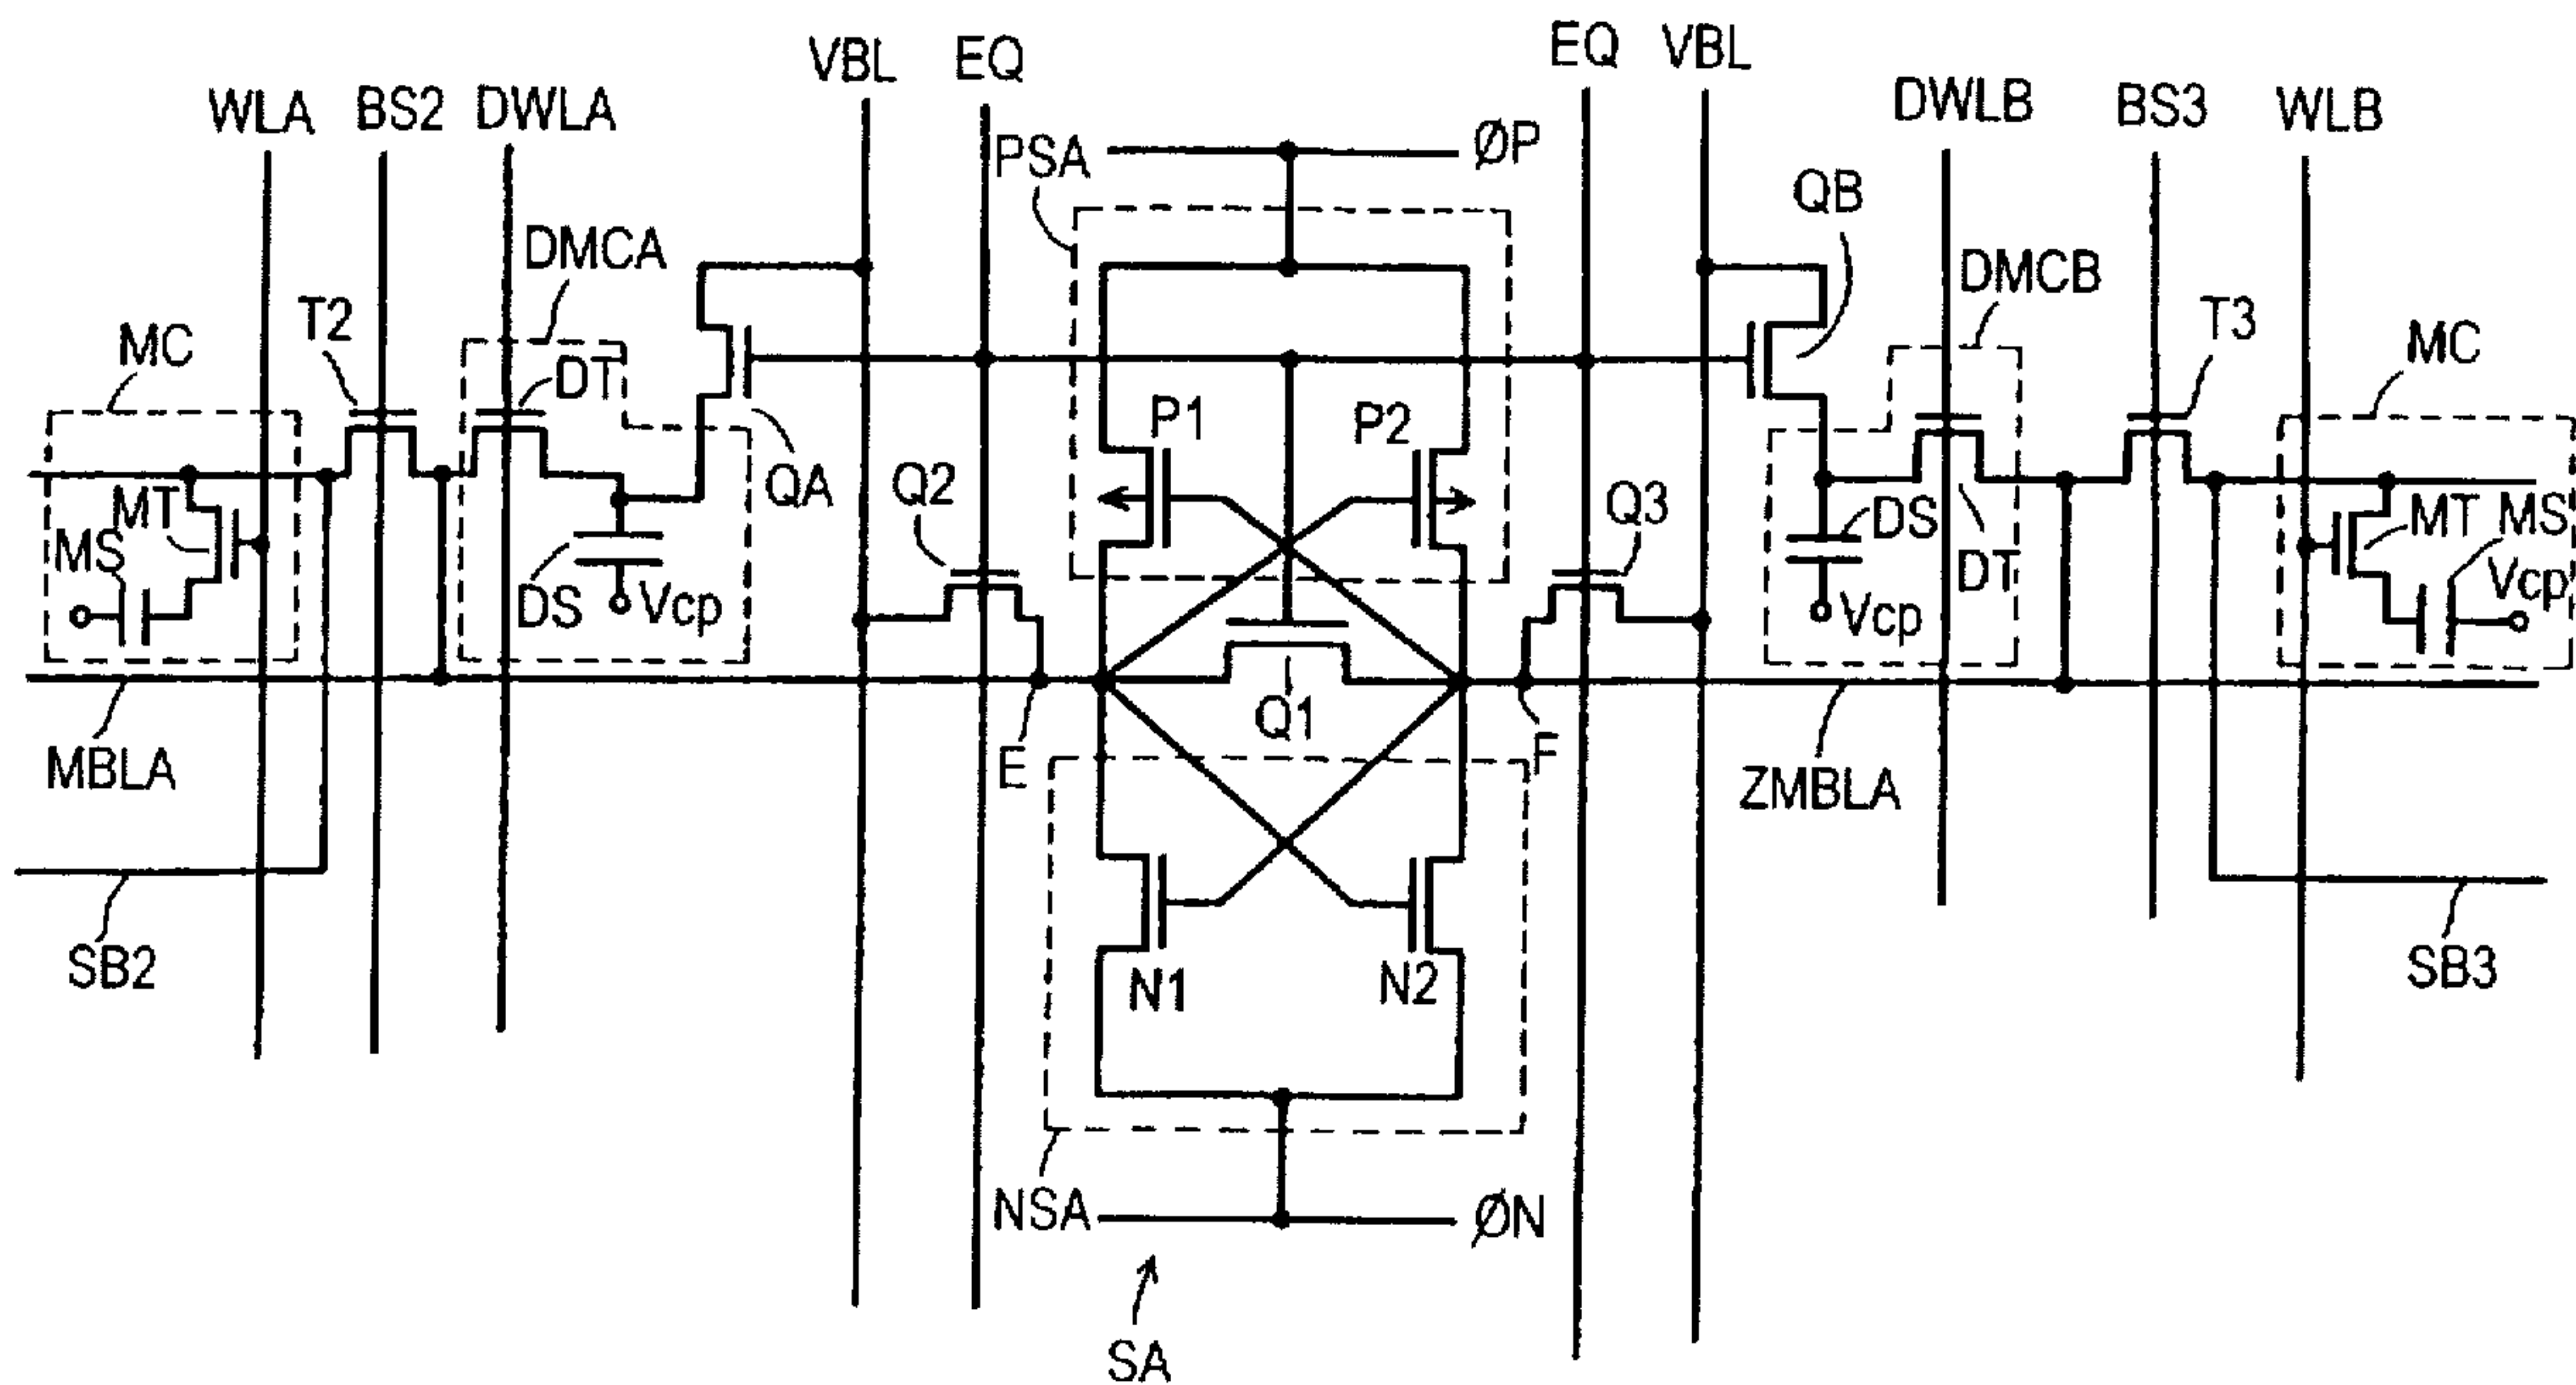 VBL EQ EQ VBL
WLA BS2 DWLA DWLB BS3 WLB
PSA ØP
QB
DMCA DMCB
T2 T3
MC MC
DT
P1 P2
QA Q2 Q3
MT DS MT MS
MS DT
DS Vcp Vcp Vcp
Q1
MBLA E F ZMBLA
SB2 SB3
N1 N2
NSA ØN
SA